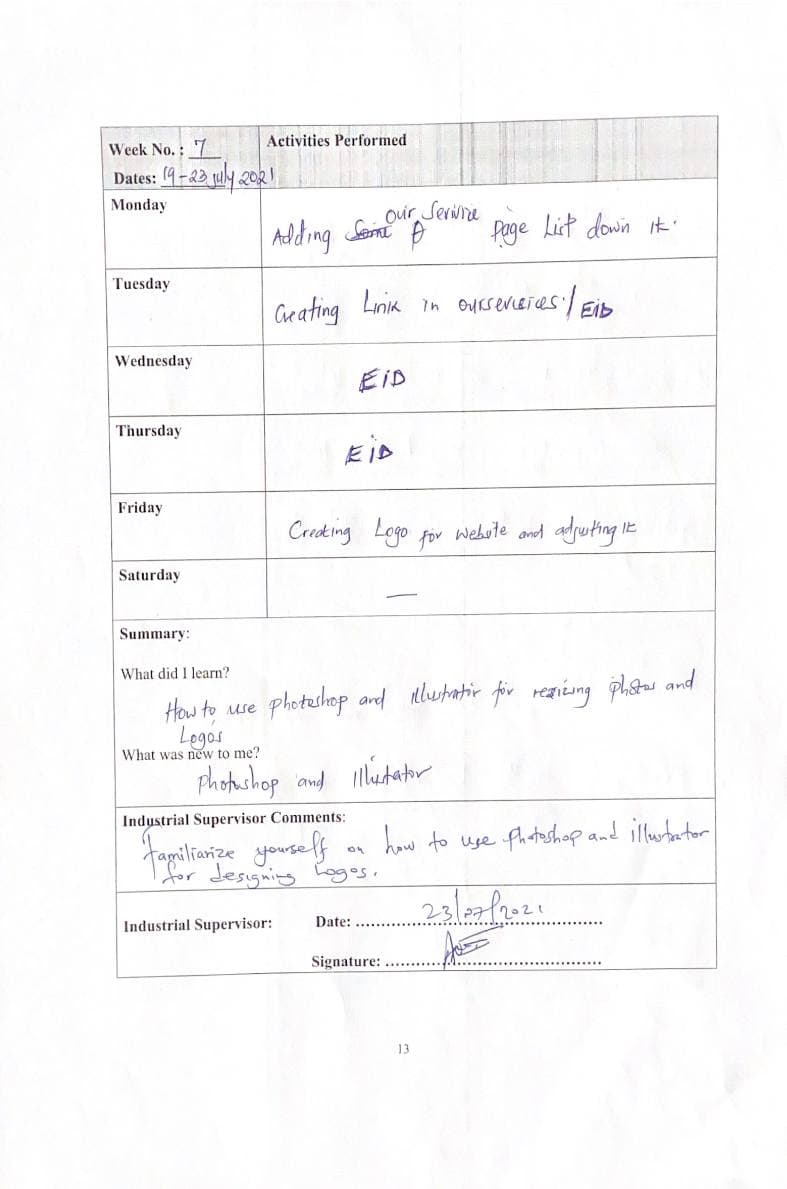 Week No. : 7
Activities Performed
Dates: 19-23 july 2021
Monday
Adding our Service page List down it.
Tuesday
Creating Link in ourserveices / Eid
Wednesday
EiD
Thursday
EiD
Friday
Creating Logo for website and adjusting it
Saturday
—
Summary:
What did I learn?
How to use photoshop and illustrator for resizing photos and
Logos
What was new to me?
photoshop and Illustrator
Industrial Supervisor Comments:
familiarize yourself on how to use photoshop and illustrator
for designing Logos.
Industrial Supervisor: Date: 23/07/2021
Signature:
13